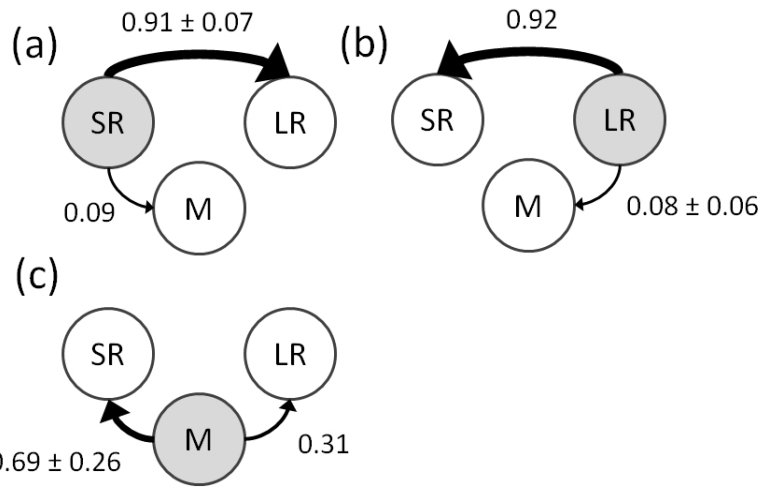 (a)
0.91 ± 0.07
SR
LR
0.09
M
(b)
0.92
SR
LR
M
0.08 ± 0.06
(c)
SR
LR
M
0.69 ± 0.26
0.31